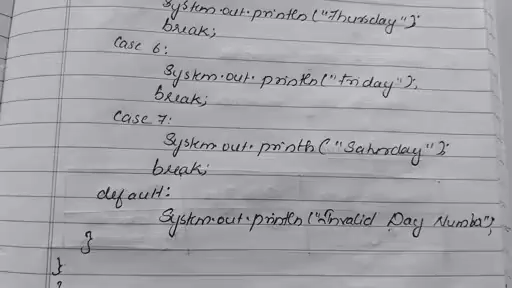 System.out.println("Thursday");
break;
Case 6:
System.out.println("Friday");
break;
Case 7:
System.out.println("Saturday");
break;
default:
System.out.println("Invalid Day Number");
}
}
}